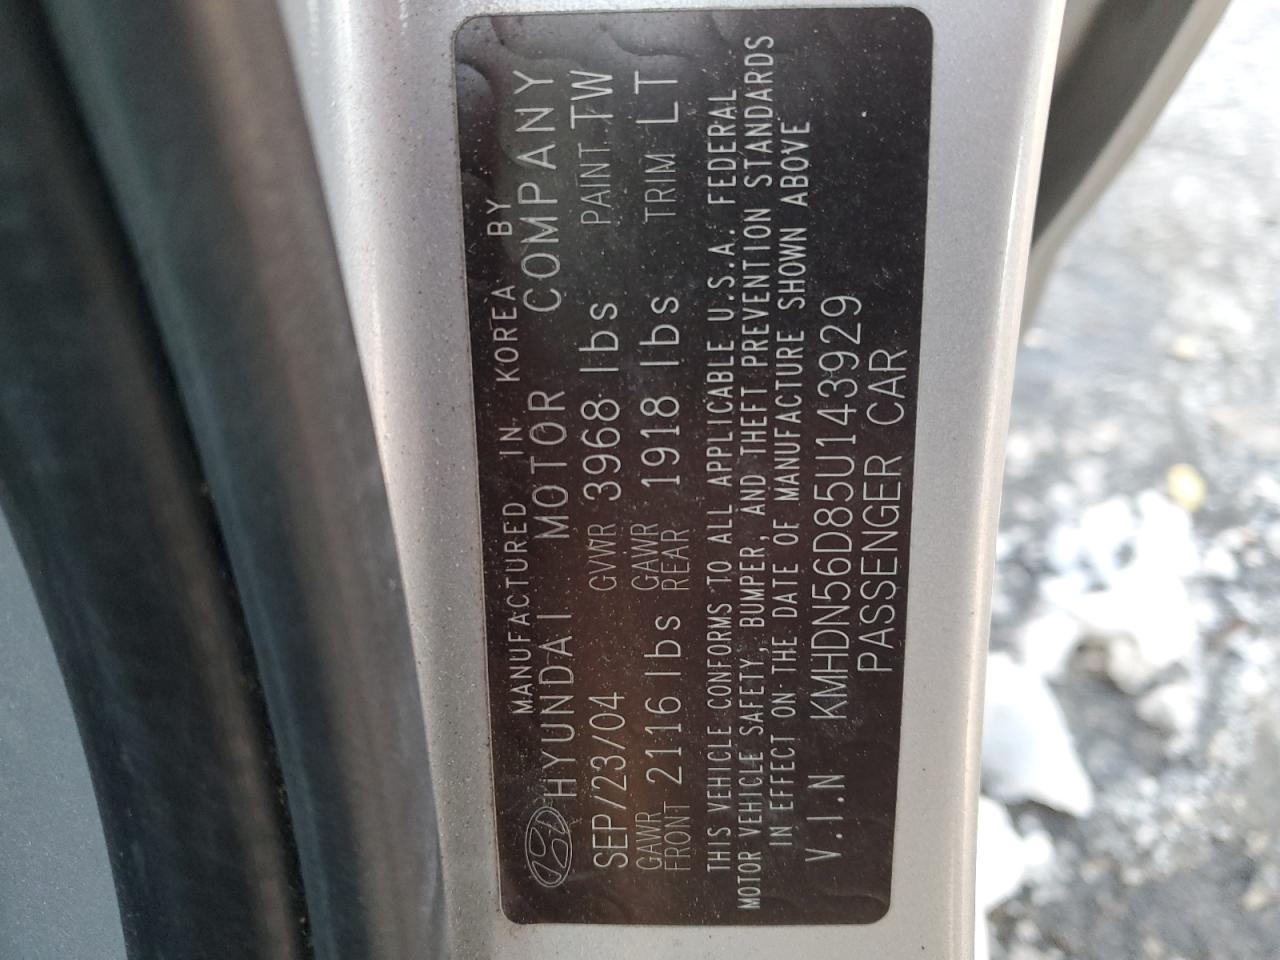 MANUFACTURED IN KOREA BY
HYUNDAI MOTOR COMPANY
SEP/23/04 GVWR 3968 lbs PAINT TW
GAWR FRONT 2116 lbs GAWR REAR 1918 lbs TRIM LT
THIS VEHICLE CONFORMS TO ALL APPLICABLE U.S.A. FEDERAL
MOTOR VEHICLE SAFETY, BUMPER, AND THEFT PREVENTION STANDARDS
IN EFFECT ON THE DATE OF MANUFACTURE SHOWN ABOVE
V.I.N KMHDN56D85U143929
PASSENGER CAR